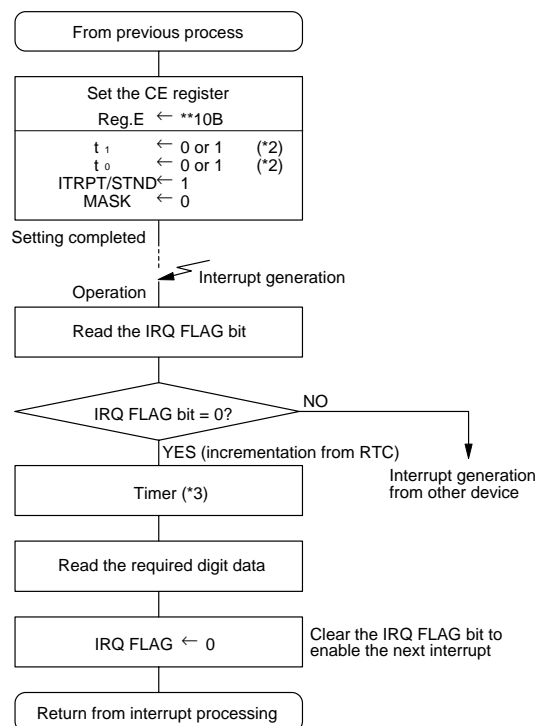 From previous process
Set the CE register
Reg.E ← **10B
t 1 ← 0 or 1 (*2)
t 0 ← 0 or 1 (*2)
ITRPT/STND ← 1
MASK ← 0
Setting completed
Interrupt generation
Operation
Read the IRQ FLAG bit
IRQ FLAG bit = 0?
NO
YES (incrementation from RTC)
Interrupt generation
from other device
Timer (*3)
Read the required digit data
IRQ FLAG ← 0
Clear the IRQ FLAG bit to
enable the next interrupt
Return from interrupt processing